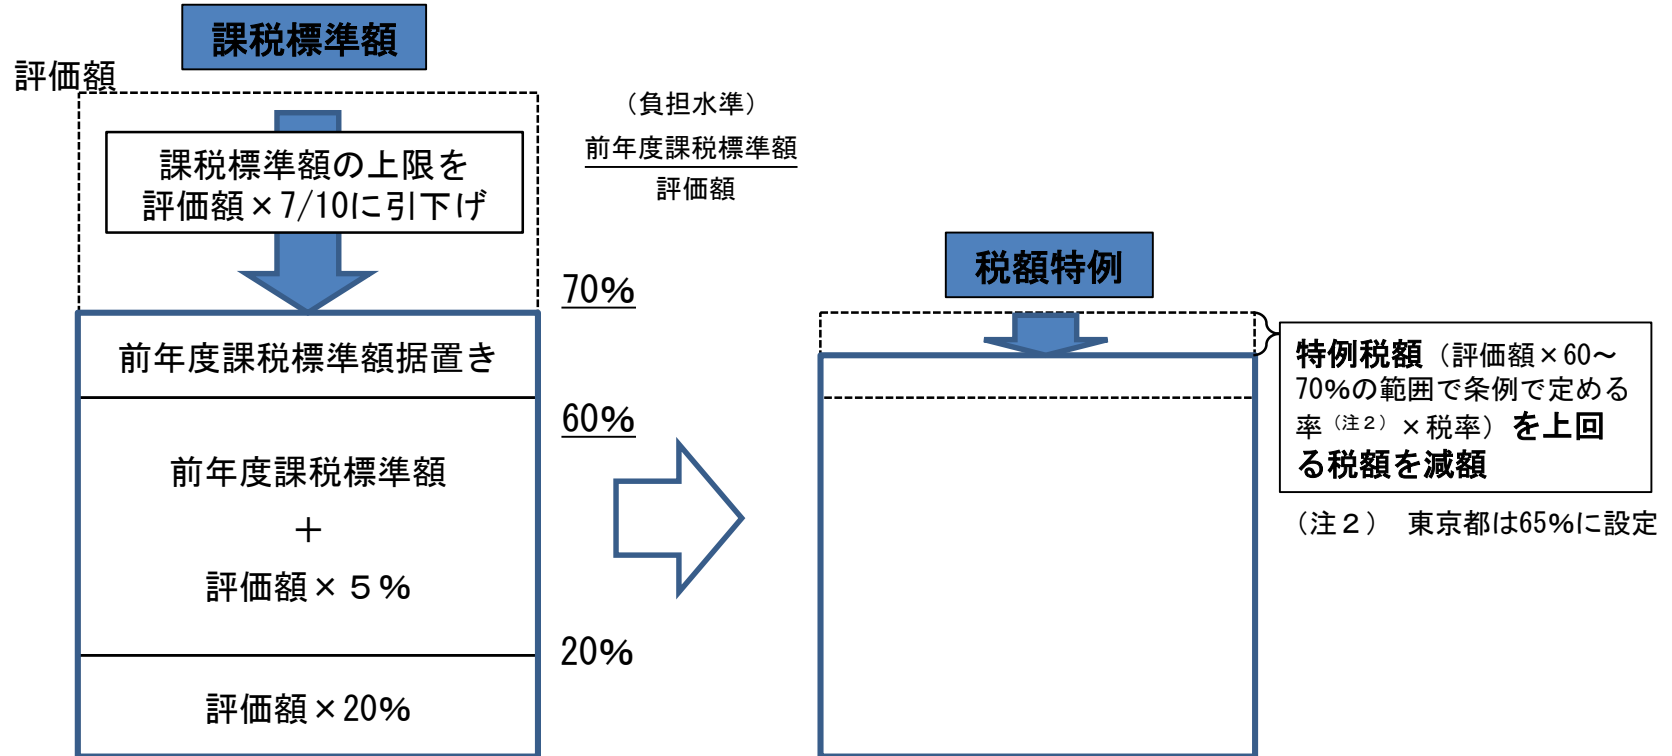 課税標準額
評価額
課税標準額の上限を
評価額×7/10に引下げ
（負担水準）
前年度課税標準額
評価額
70%
前年度課税標準額据置き
60%
前年度課税標準額
＋
評価額×５%
20%
評価額×20%
税額特例
特例税額（評価額×60～
70%の範囲で条例で定める
率（注２）×税率）を上回
る税額を減額
（注２）　東京都は65%に設定